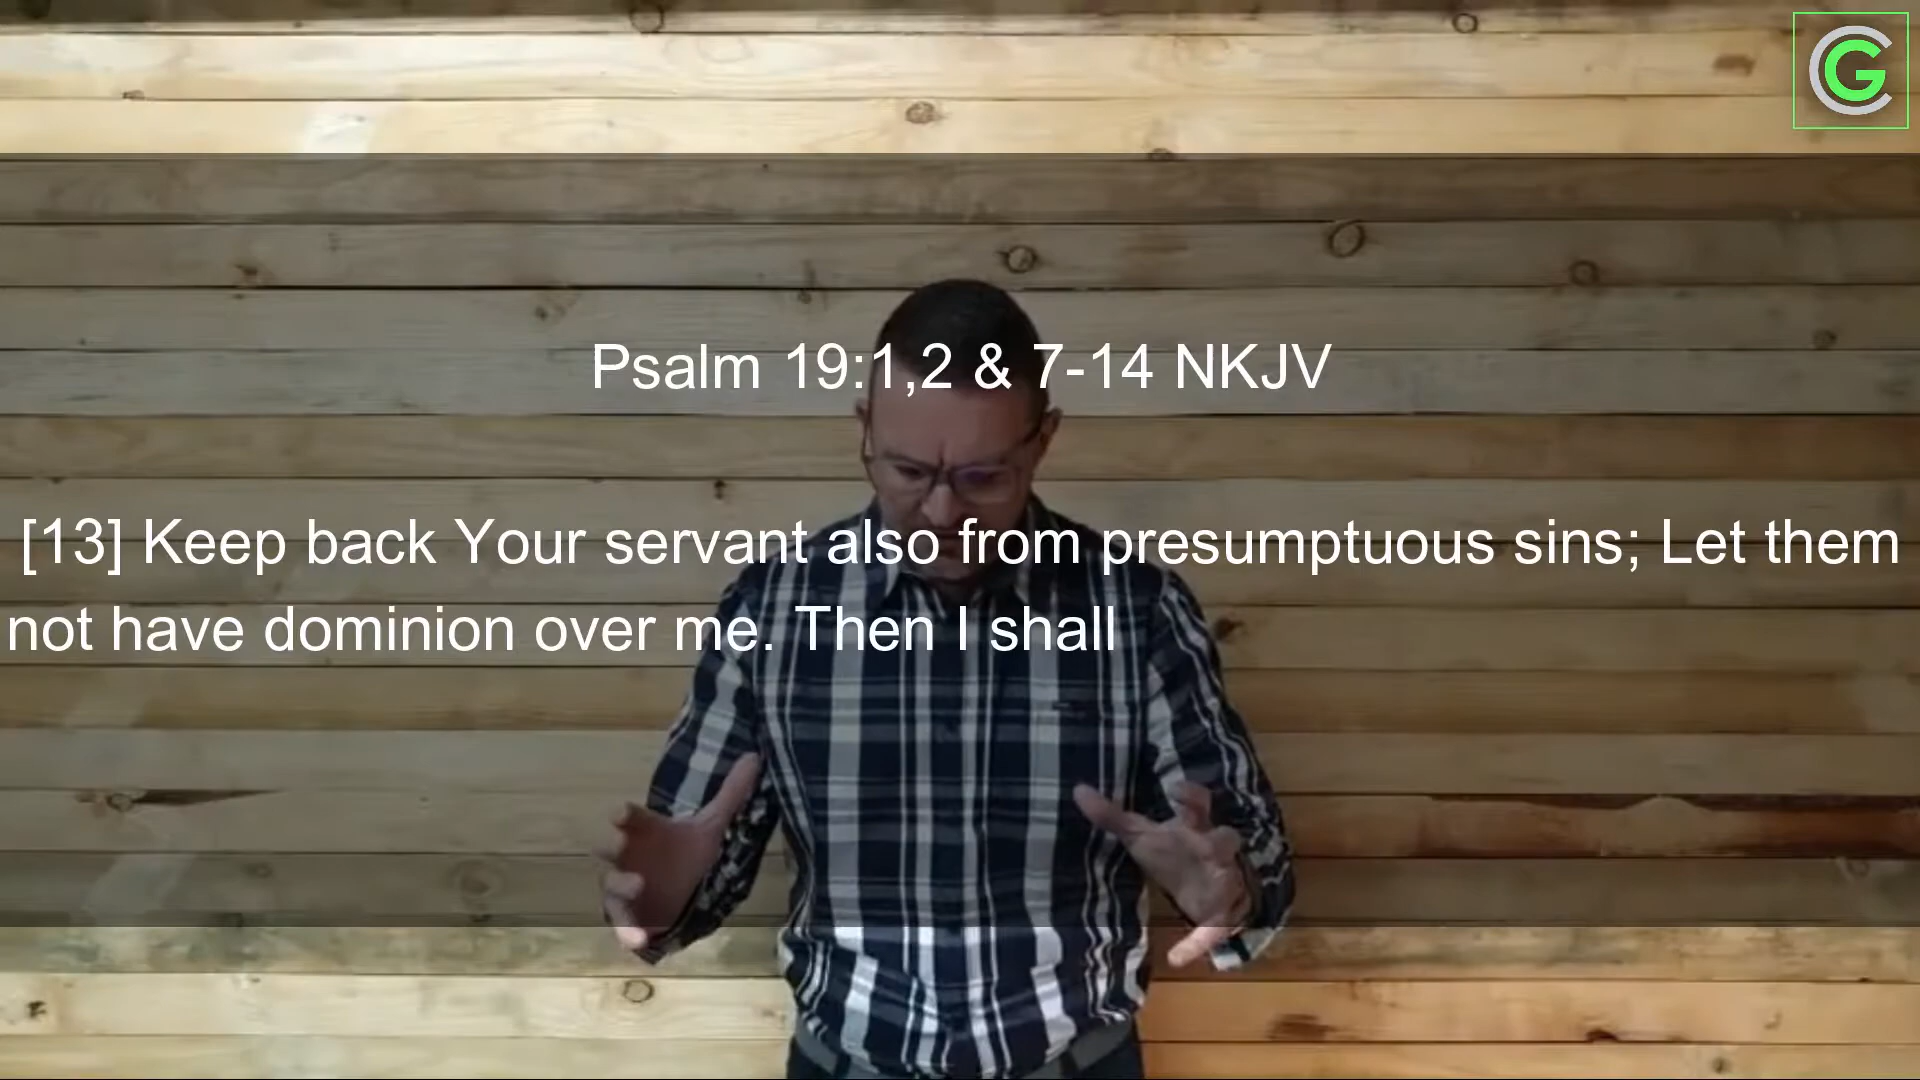 CG
Psalm 19:1,2 & 7-14 NKJV
[13] Keep back Your servant also from presumptuous sins; Let them
not have dominion over me. Then I shall